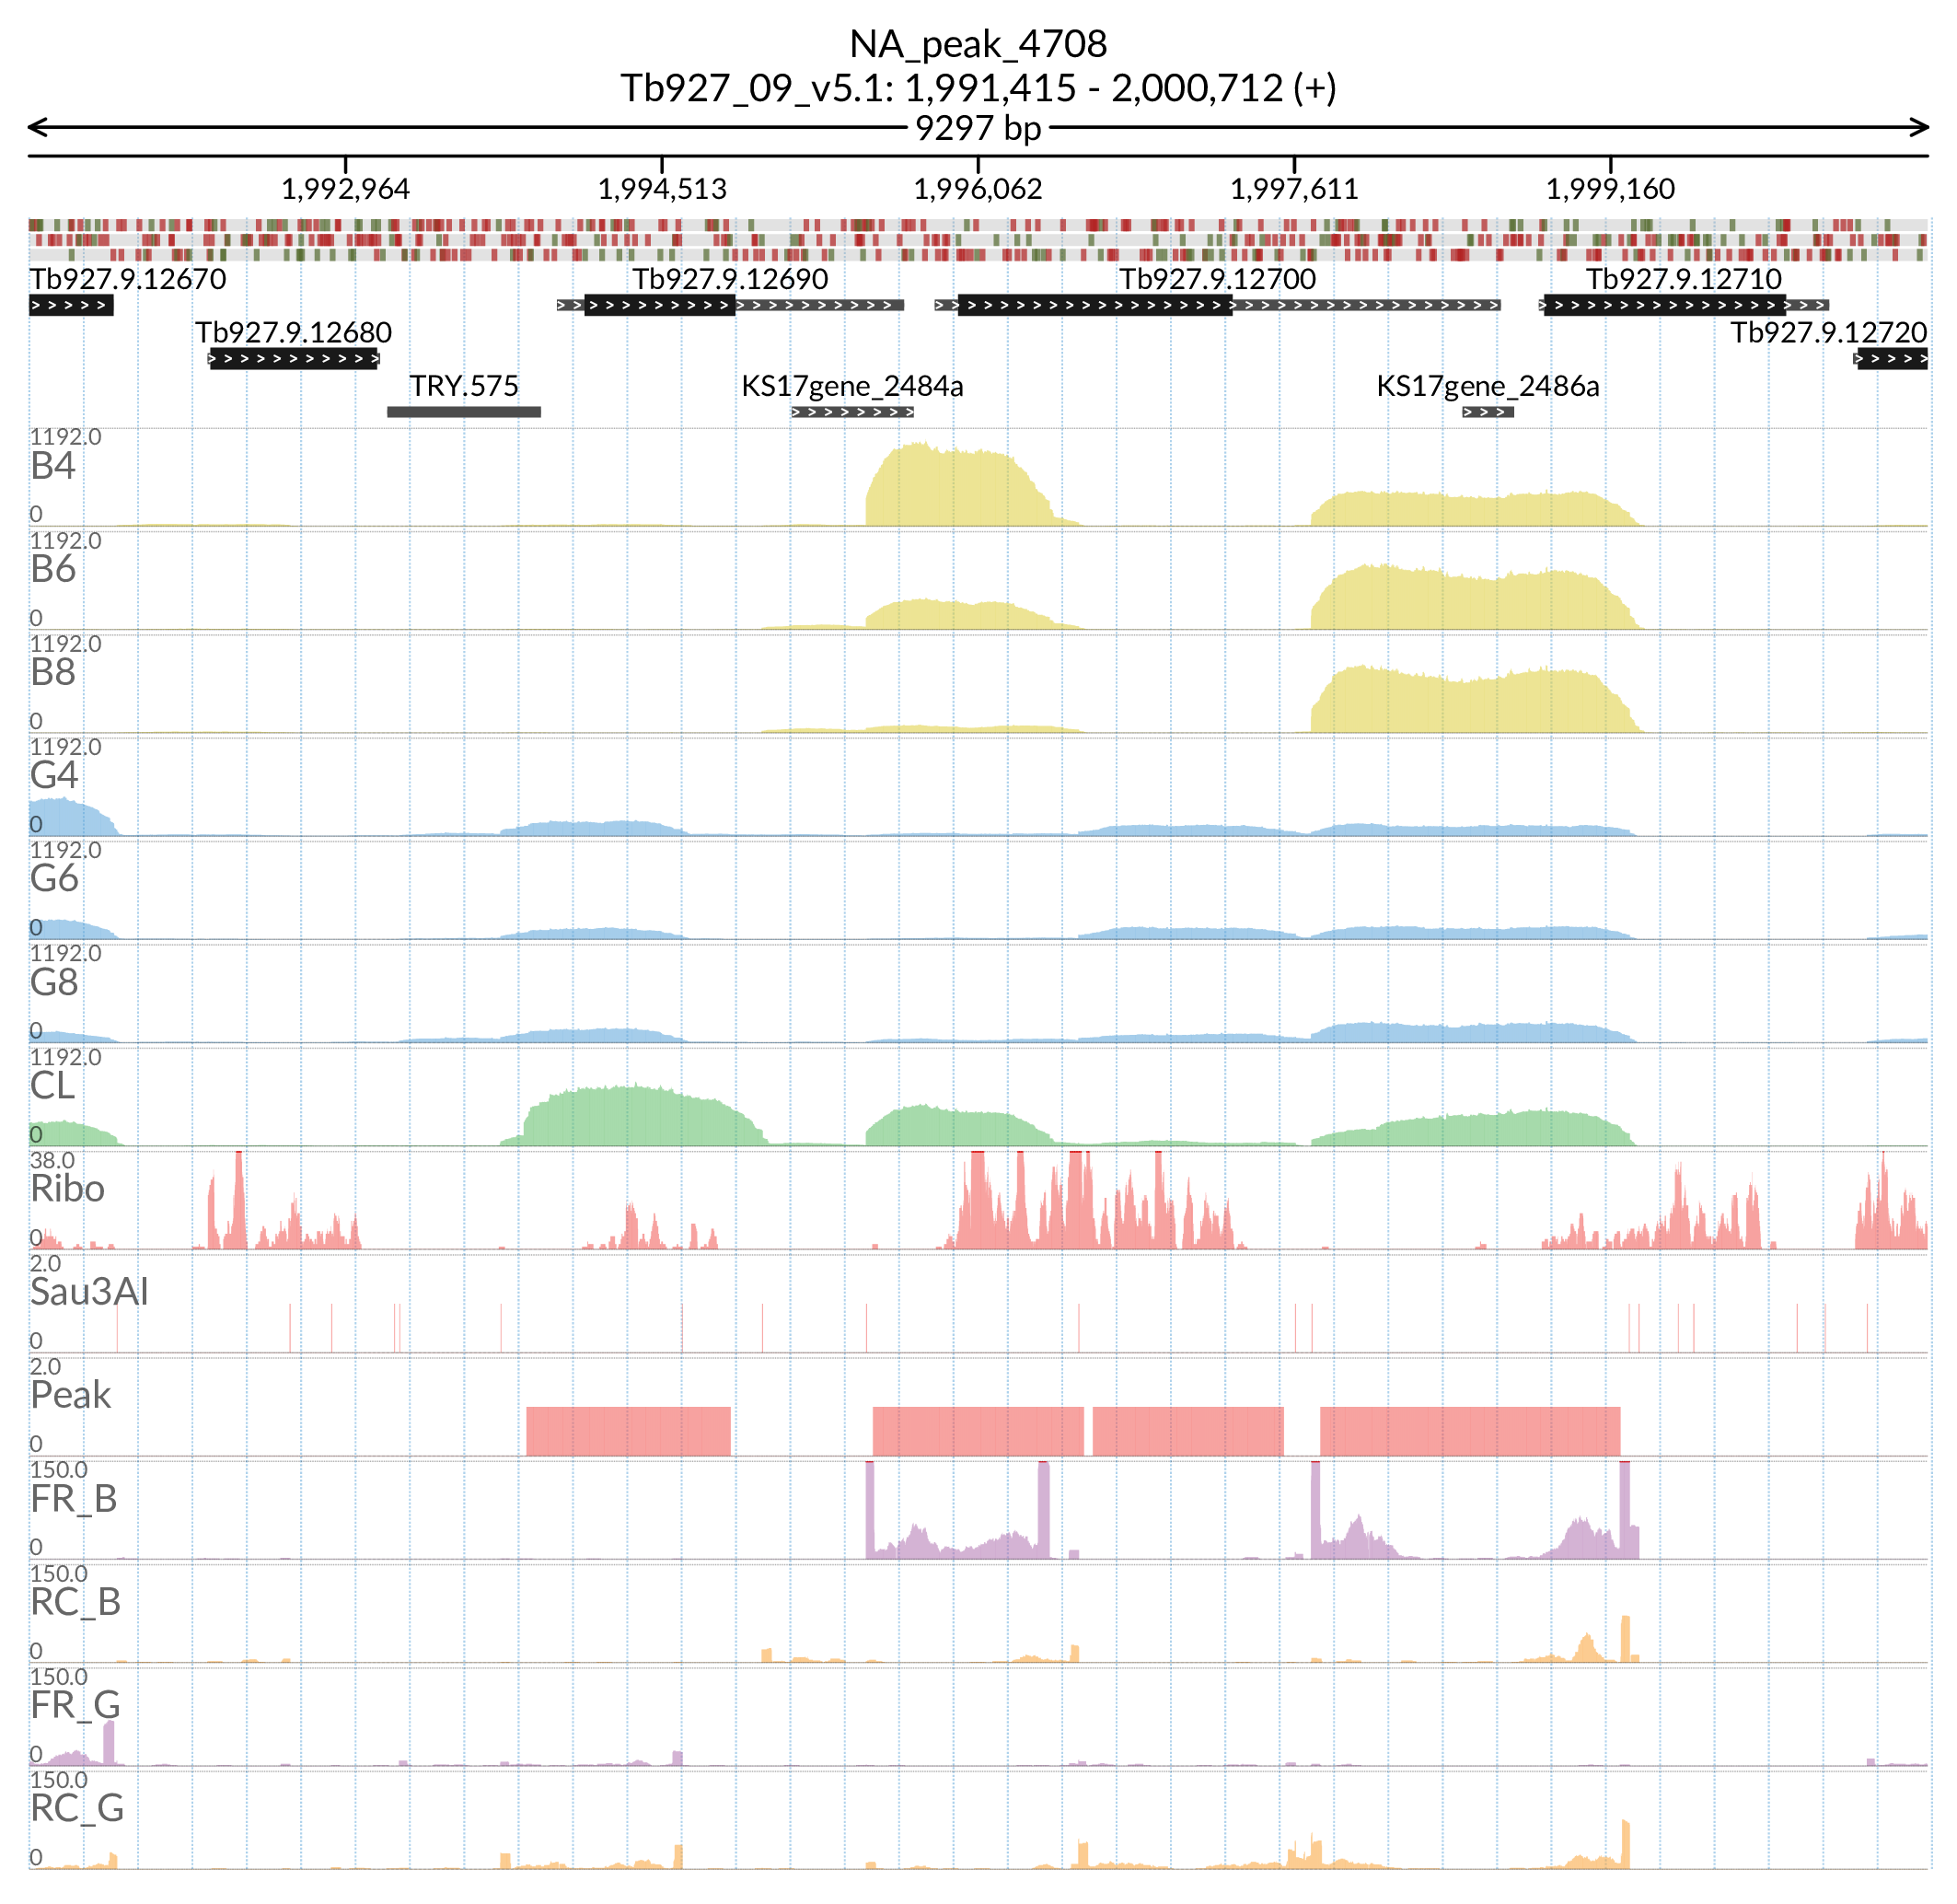 NA_peak_4708
Tb927_09_v5.1: 1,991,415 - 2,000,712 (+)
9297 bp
1,992,964 1,994,513 1,996,062 1,997,611 1,999,160
Tb927.9.12670 Tb927.9.12690 Tb927.9.12700 Tb927.9.12710
Tb927.9.12680 Tb927.9.12720
TRY.575 KS17gene_2484a KS17gene_2486a
1192.0
B4
0
1192.0
B6
0
1192.0
B8
0
1192.0
G4
0
1192.0
G6
0
1192.0
G8
0
1192.0
CL
0
38.0
Ribo
0
2.0
Sau3AI
0
2.0
Peak
0
150.0
FR_B
0
150.0
RC_B
0
150.0
FR_G
0
150.0
RC_G
0